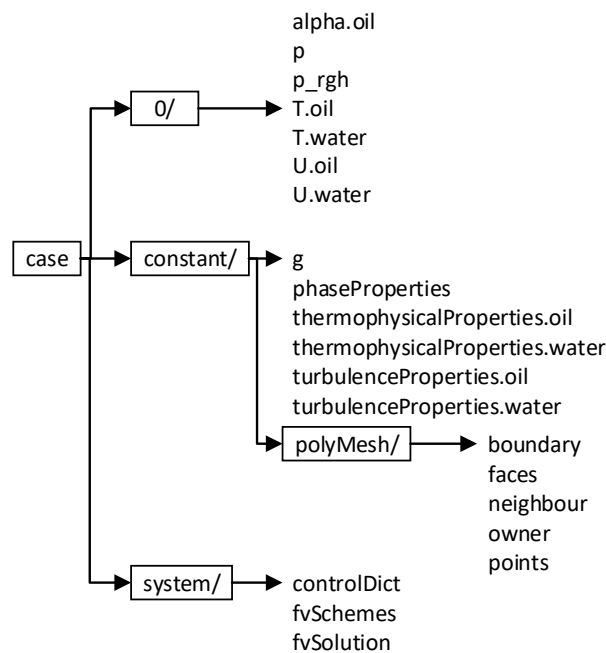 alpha.oil
p
p_rgh
0/
T.oil
T.water
U.oil
U.water
case
constant/
g
phaseProperties
thermophysicalProperties.oil
thermophysicalProperties.water
turbulenceProperties.oil
turbulenceProperties.water
polyMesh/
boundary
faces
neighbour
owner
points
system/
controlDict
fvSchemes
fvSolution